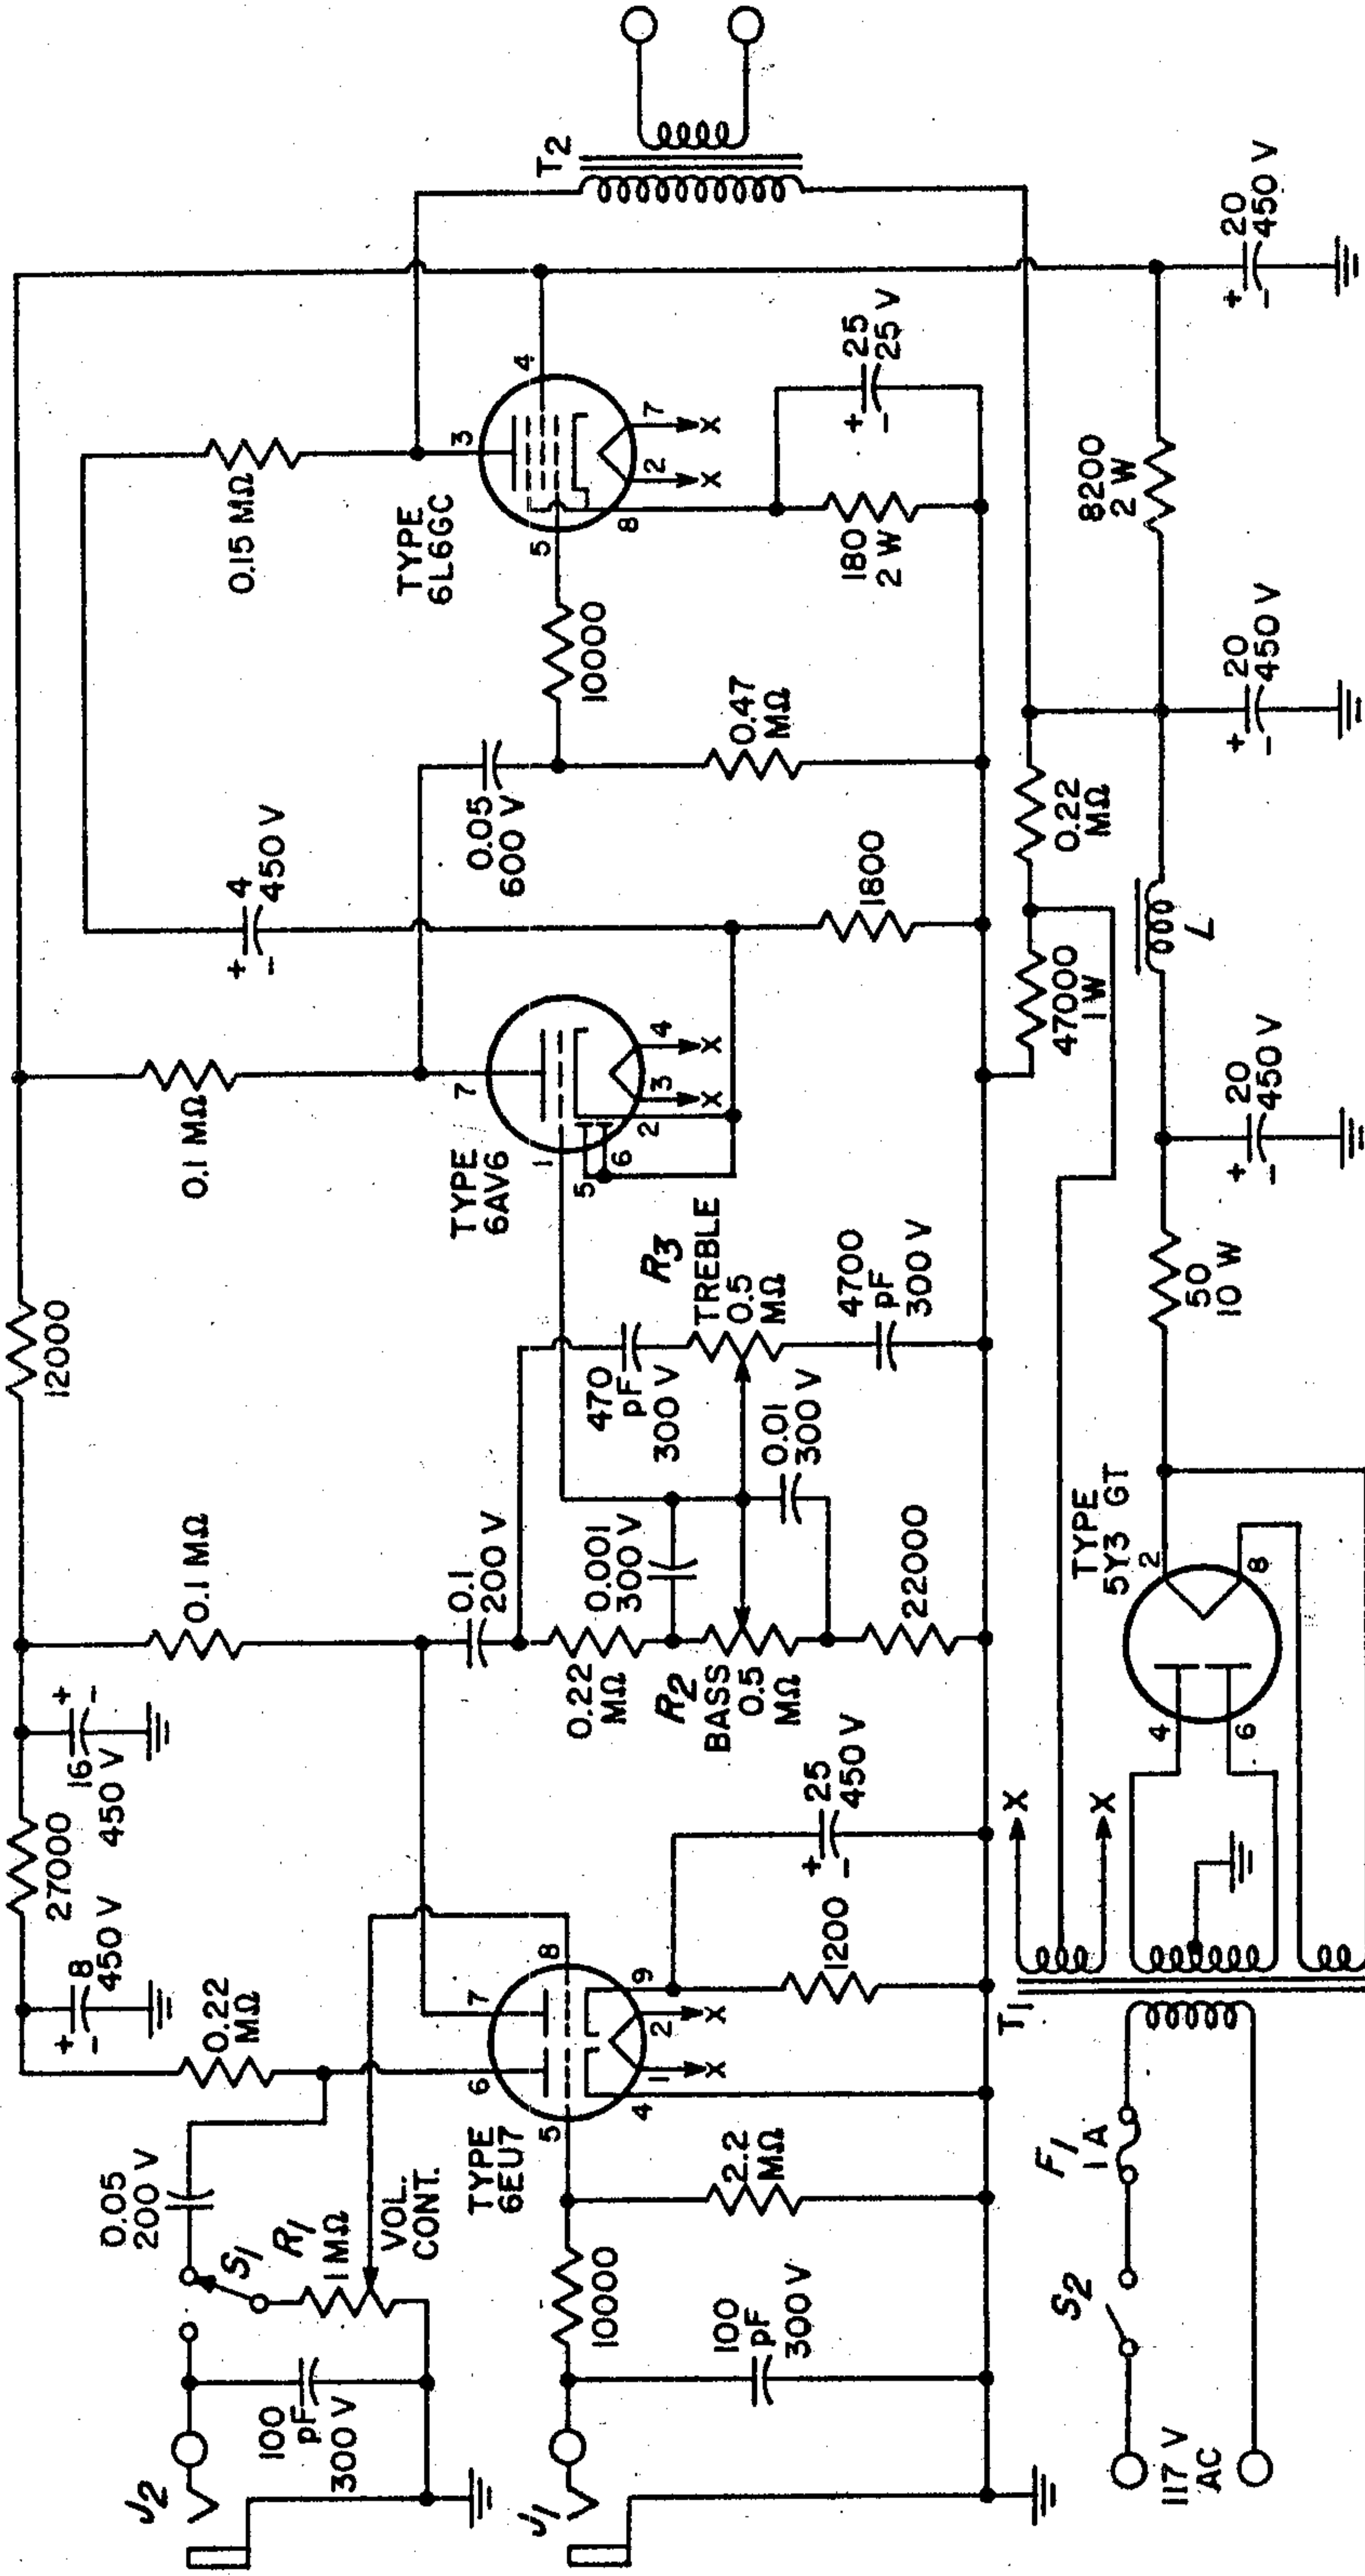 J2
100
pF
300 V
0.05
200 V
S1
R1
1 MΩ
VOL.
CONT.
8
450 V
+
-
0.22
MΩ
27000
16
450 V
+
-
0.1 MΩ
12000
0.1 MΩ
4
450 V
+
-
0.15 MΩ
J1
10000
100
pF
300 V
2.2
MΩ
TYPE
6EU7
5
6
7
8
9
4
1
2
X
X
1200
25
450 V
+
-
0.1
200 V
0.22
MΩ
0.001
300 V
R2
BASS
0.5
MΩ
22000
470
pF
300 V
R3
TREBLE
0.5
MΩ
0.01
300 V
4700
pF
300 V
TYPE
6AV6
1
7
5
6
2
3
4
X
X
1800
0.05
600 V
0.47
MΩ
10000
TYPE
6L6GC
3
4
5
8
2
7
X
X
180
2 W
25
25 V
+
-
T2
117 V
AC
S2
F1
1 A
T1
X
X
TYPE
5Y3 GT
4
6
2
8
50
10 W
20
450 V
+
-
L
47000
1 W
0.22
MΩ
20
450 V
+
-
8200
2 W
20
450 V
+
-